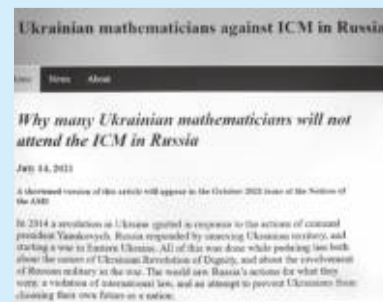 Ukrainian mathematicians against ICM in Russia
Home News About
Why many Ukrainian mathematicians will not
attend the ICM in Russia
July 14, 2021
A shortened version of this article will appear in the October 2021 issue of the Notices of
the AMS
In 2014 a revolution in Ukraine ignited in response to the actions of
president Yanukovych. Russia responded by annexing Ukrainian territory, and
starting a war in Eastern Ukraine. All of this was done while pushing lies both
about the nature of Ukrainian Revolution of Dignity, and about the involvement
of Russian military in the war. The world saw Russia's actions for what they
were: a violation of international law, and an attempt to prevent Ukrainians from
choosing their own future as a nation.